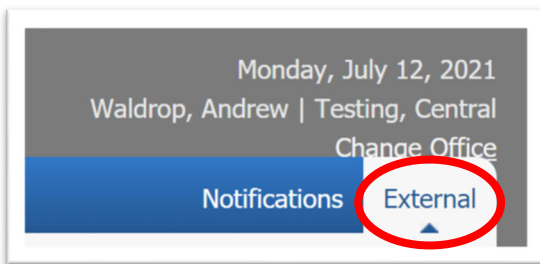 Monday, July 12, 2021
Waldrop, Andrew | Testing, Central
Change Office
Notifications External